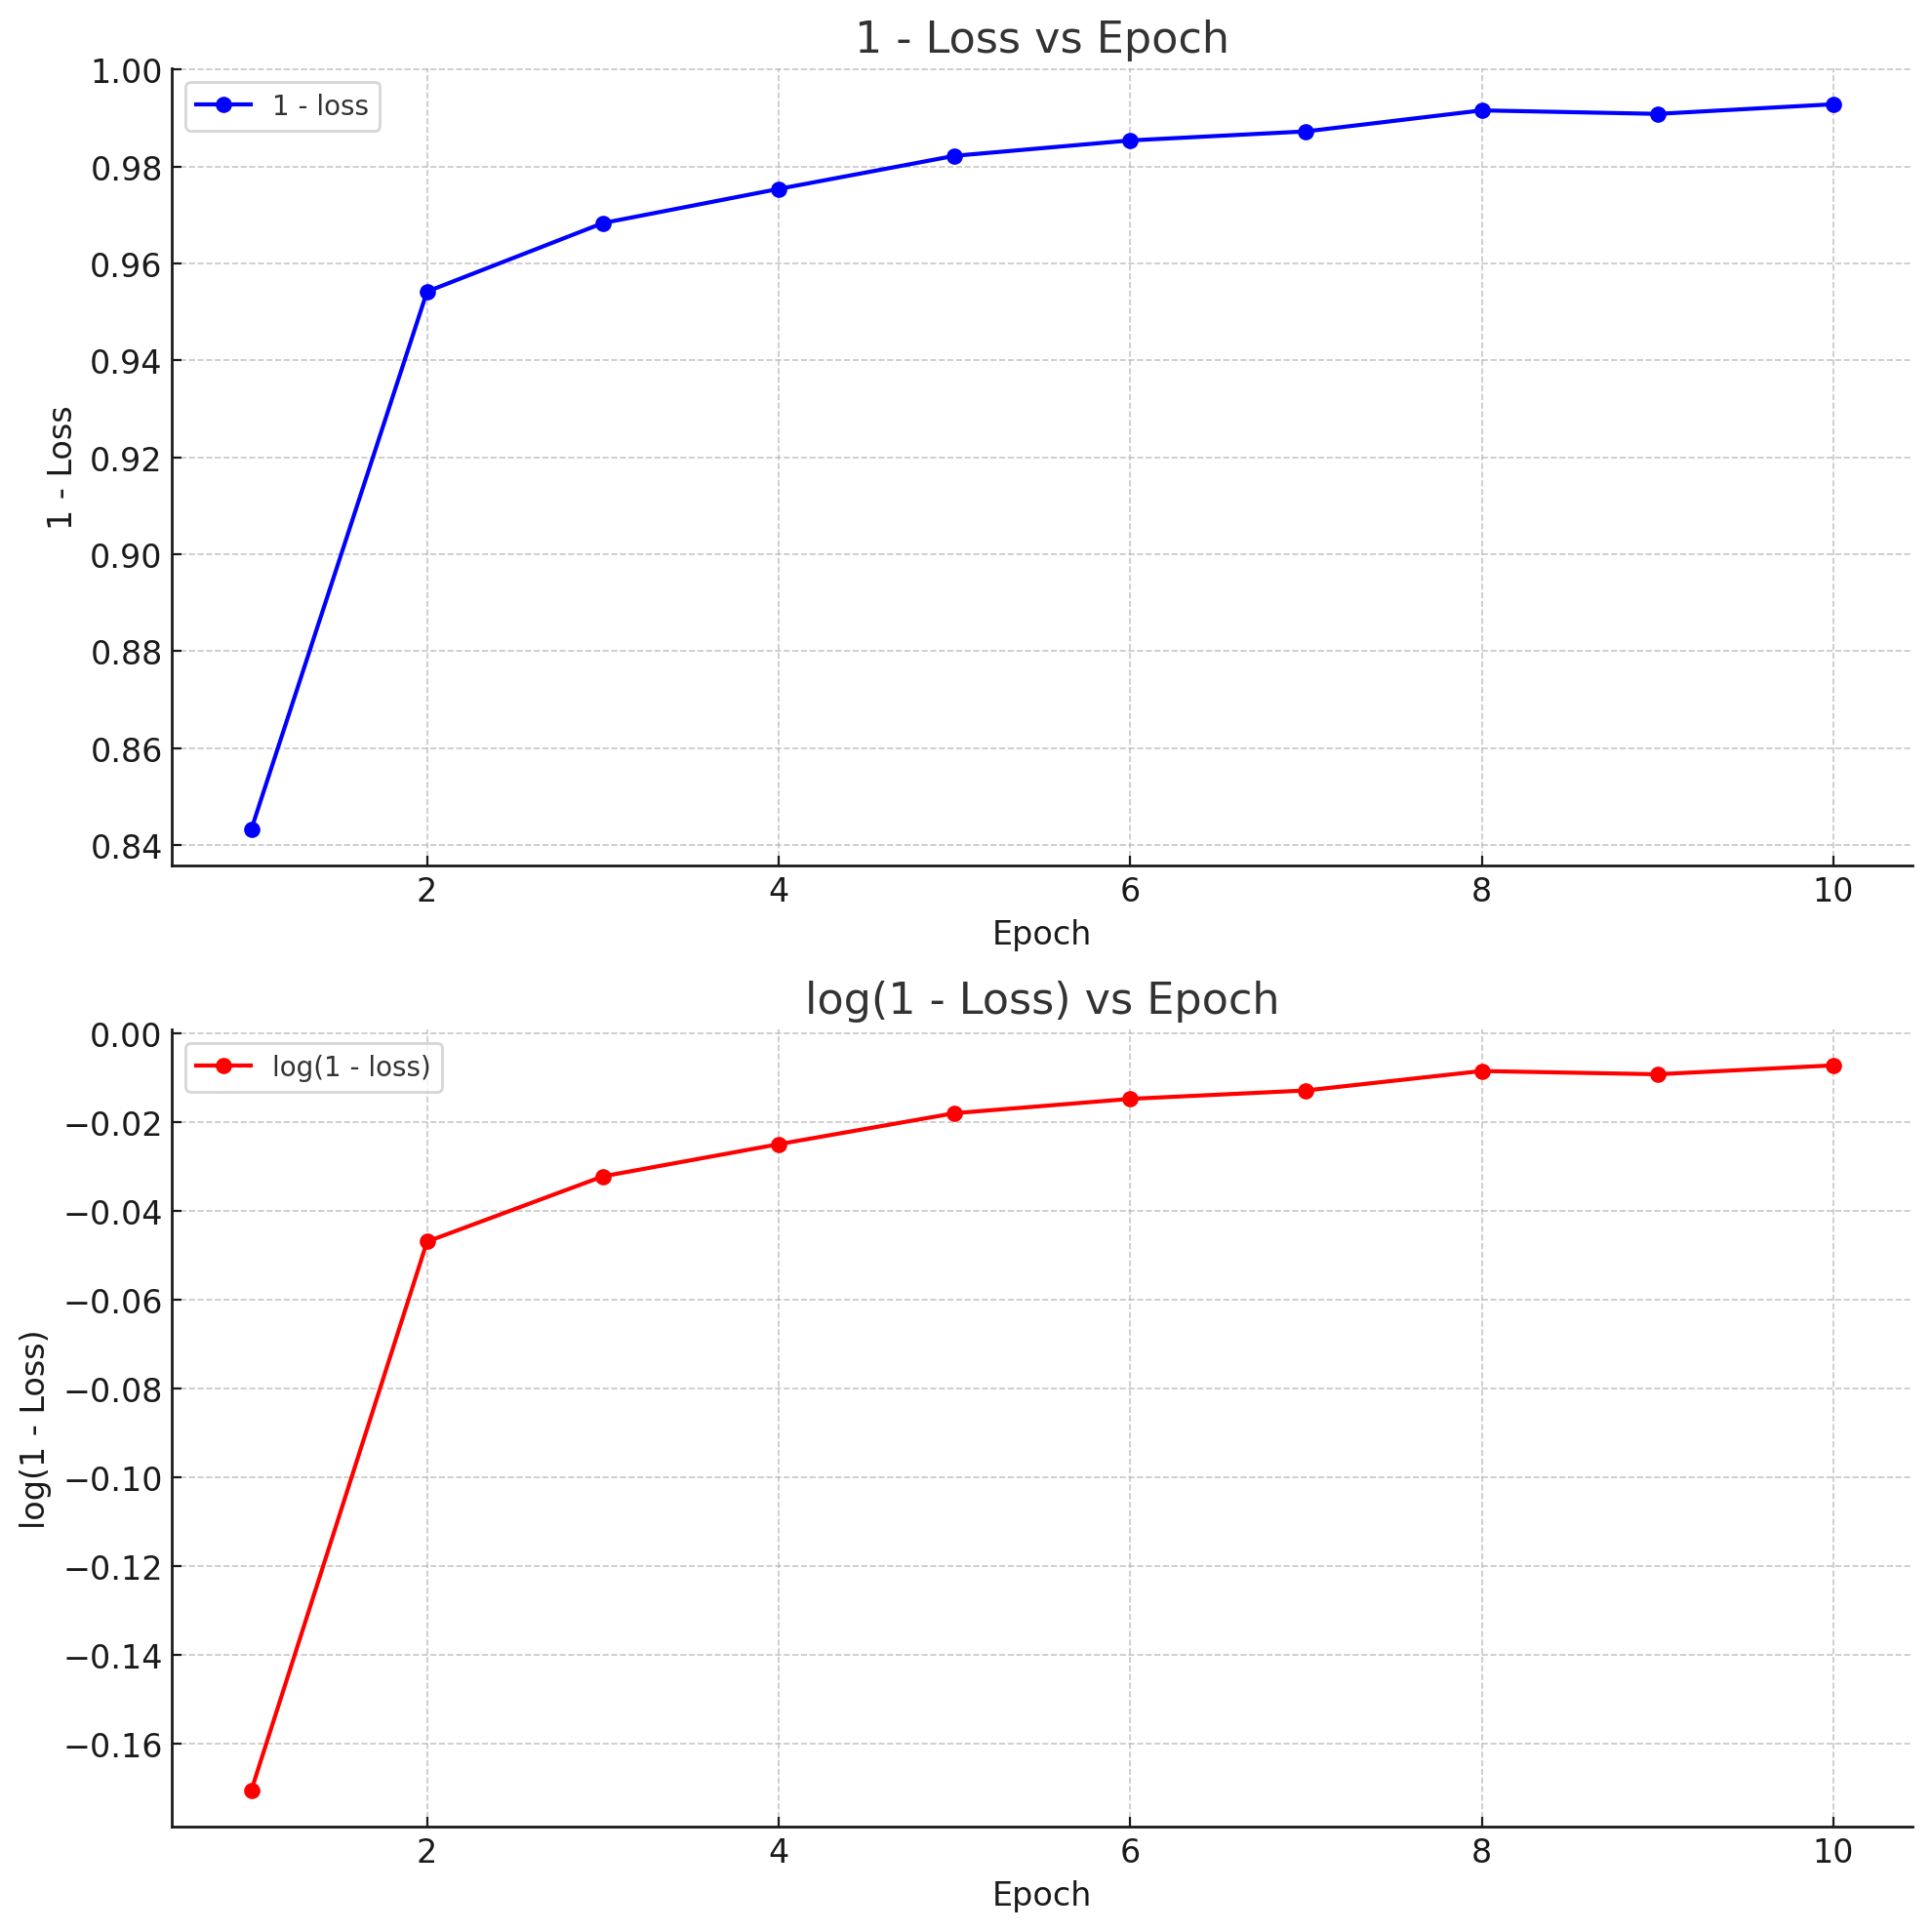 1 - Loss vs Epoch
1 - loss
1.00
0.98
0.96
0.94
0.92
0.90
0.88
0.86
0.84
1 - Loss
2 4 6 8 10
Epoch
log(1 - Loss) vs Epoch
log(1 - loss)
0.00
−0.02
−0.04
−0.06
−0.08
−0.10
−0.12
−0.14
−0.16
log(1 - Loss)
2 4 6 8 10
Epoch